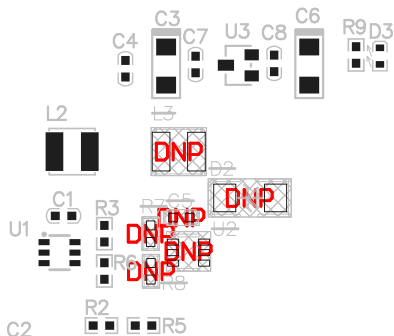 C3
C6
C4
C7
U3
C8
R9
D3
L2
L3
DNP
D2
DNP
C1
R3
R7
C5
DNP
U1
DNP
U2
DNP
R6
DNP
R8
R2
R5
C2